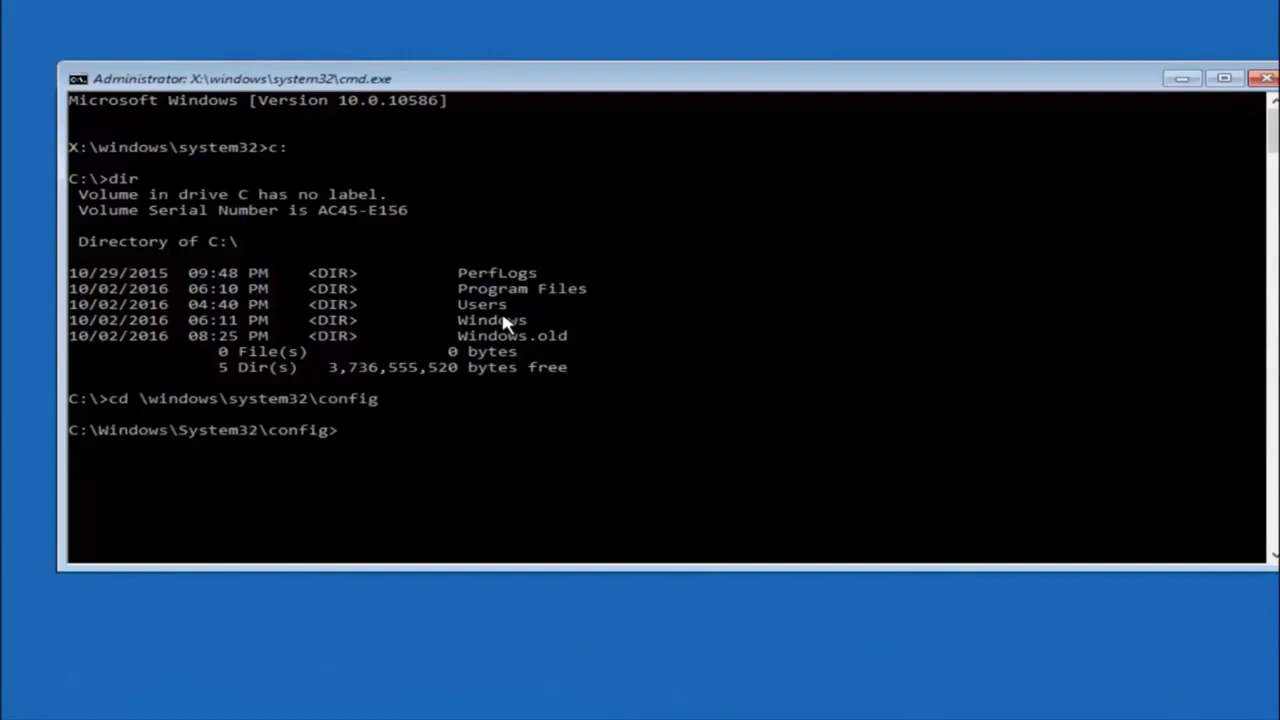 Administrator: X:\windows\system32\cmd.exe
Microsoft Windows [Version 10.0.10586]
X:\windows\system32>c:
C:\>dir
Volume in drive C has no label.
Volume Serial Number is AC45-E156
Directory of C:\
10/29/2015 09:48 PM <DIR> PerfLogs
10/02/2016 06:10 PM <DIR> Program Files
10/02/2016 04:40 PM <DIR> Users
10/02/2016 06:11 PM <DIR> Windows
10/02/2016 08:25 PM <DIR> Windows.old
0 File(s) 0 bytes
5 Dir(s) 3,736,555,520 bytes free
C:\>cd \windows\system32\config
C:\Windows\System32\config>